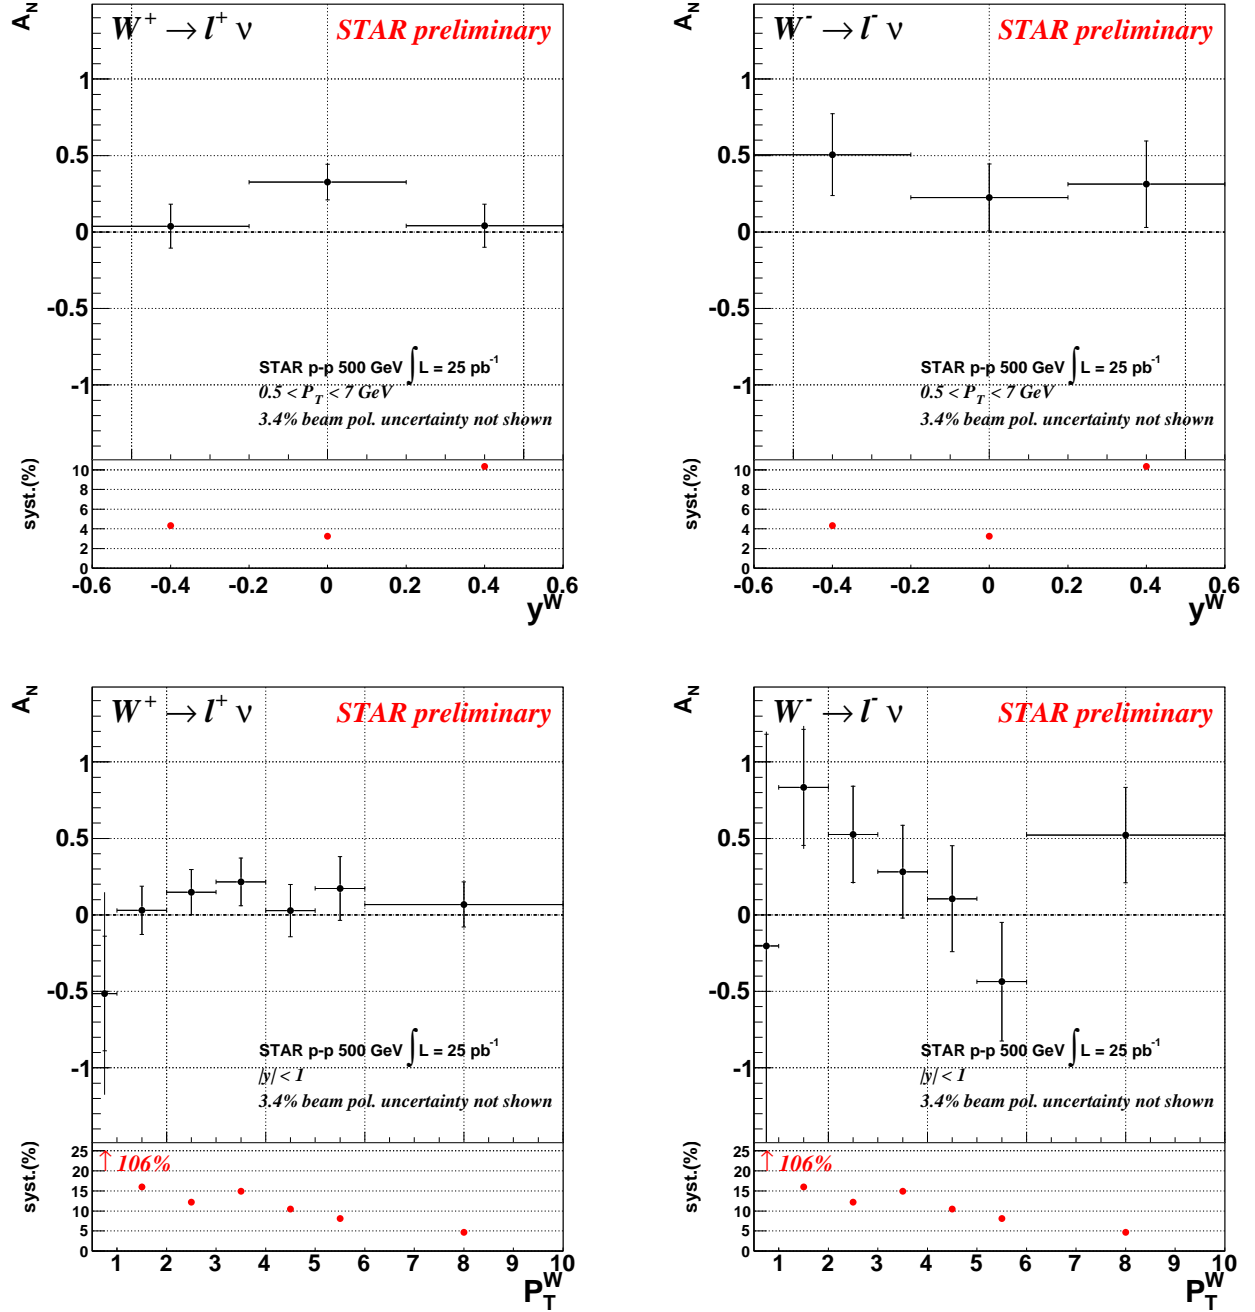 A_N
W⁺ → l⁺ ν STAR preliminary
1
0.5
0
-0.5
-1
STAR p-p 500 GeV ∫ L = 25 pb⁻¹
0.5 < P_T < 7 GeV
3.4% beam pol. uncertainty not shown
syst.(%)
10
8
6
4
2
0
-0.6 -0.4 -0.2 0 0.2 0.4 0.6
y^W
A_N
W⁻ → l⁻ ν STAR preliminary
1
0.5
0
-0.5
-1
STAR p-p 500 GeV ∫ L = 25 pb⁻¹
0.5 < P_T < 7 GeV
3.4% beam pol. uncertainty not shown
syst.(%)
10
8
6
4
2
0
-0.6 -0.4 -0.2 0 0.2 0.4 0.6
y^W
A_N
W⁺ → l⁺ ν STAR preliminary
1
0.5
0
-0.5
-1
STAR p-p 500 GeV ∫ L = 25 pb⁻¹
|y| < 1
3.4% beam pol. uncertainty not shown
syst.(%)
25
↑ 106%
20
15
10
5
0
1 2 3 4 5 6 7 8 9 10
P_T^W
A_N
W⁻ → l⁻ ν STAR preliminary
1
0.5
0
-0.5
-1
STAR p-p 500 GeV ∫ L = 25 pb⁻¹
|y| < 1
3.4% beam pol. uncertainty not shown
syst.(%)
25
↑ 106%
20
15
10
5
0
1 2 3 4 5 6 7 8 9 10
P_T^W